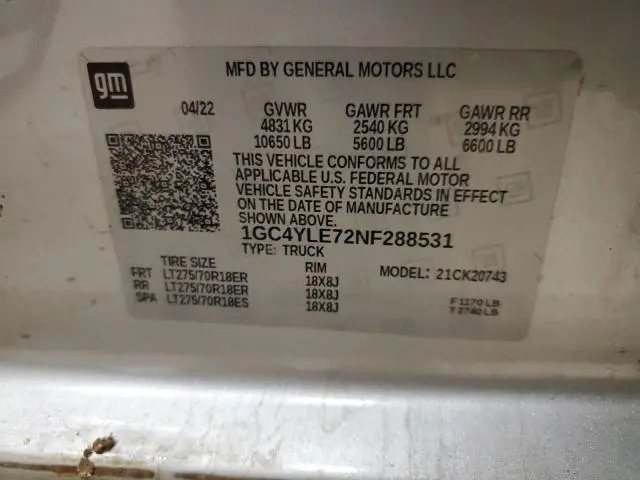 gm
MFD BY GENERAL MOTORS LLC
04/22 GVWR GAWR FRT GAWR RR
4831 KG 2540 KG 2994 KG
10650 LB 5600 LB 6600 LB
THIS VEHICLE CONFORMS TO ALL
APPLICABLE U.S. FEDERAL MOTOR
VEHICLE SAFETY STANDARDS IN EFFECT
ON THE DATE OF MANUFACTURE
SHOWN ABOVE.
1GC4YLE72NF288531
TYPE: TRUCK
TIRE SIZE RIM MODEL: 21CK20743
FRT LT275/70R18ER 18X8J
RR LT275/70R18ER 18X8J
SPA LT275/70R18ES 18X8J
F 1170 LB
T 2740 LB